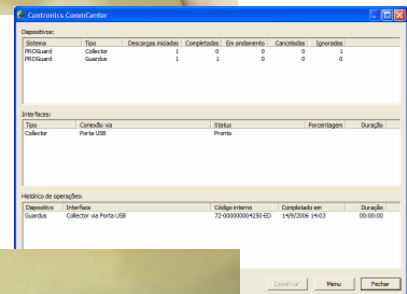 Contronics CommCenter
Dispositivos:
Sistema Tipo Descargas iniciadas Completadas Em andamento Canceladas Ignoradas
PROGuard Collector 1 0 0 0 1
PROGuard Guardus 1 1 0 0 0
Interfaces:
Tipo Conexão via Status Porcentagem Duração
Collector Porta USB Pronto
Histórico de operações:
Dispositivo Interface Código interno Completado em Duração
Guardus Collector via Porta USB 72-000000004250-ED 14/9/2006 14:03 00:00:00
Menu Fechar